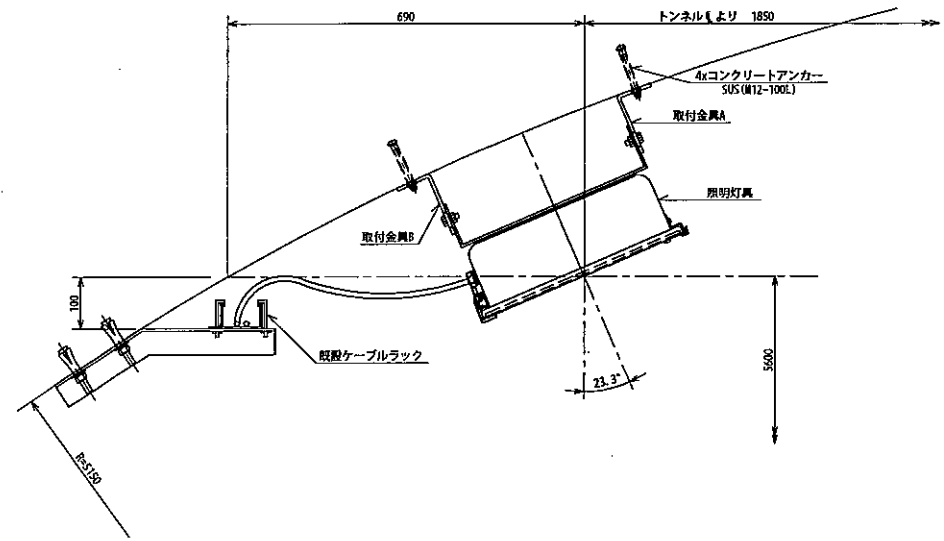 690
トンネル℄より 1850
4xコンクリートアンカー
SUS(M12-100L)
取付金具A
照明灯具
取付金具B
100
既設ケーブルラック
23.3°
5600
R=5150